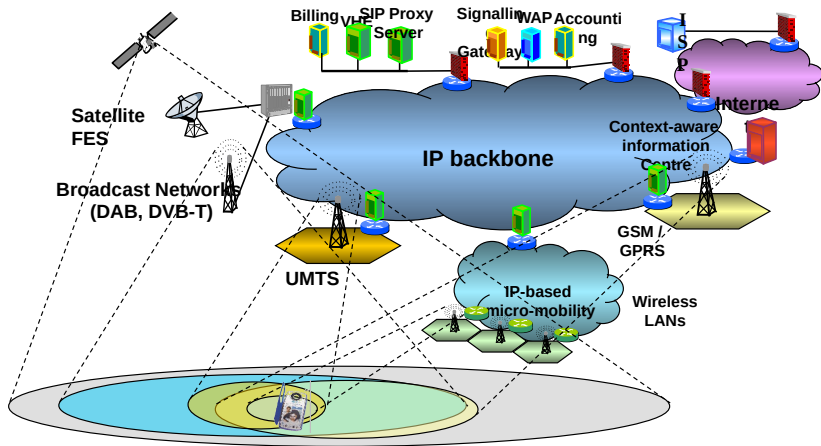 Billing
VHE
SIP Proxy
Server
Signallin
g
Gateway
WAP
Accounti
ng
I
S
P
Interne
t
Satellite
FES
Context-aware
information
Centre
IP backbone
Broadcast Networks
(DAB, DVB-T)
GSM /
GPRS
UMTS
IP-based
micro-mobility
Wireless
LANs